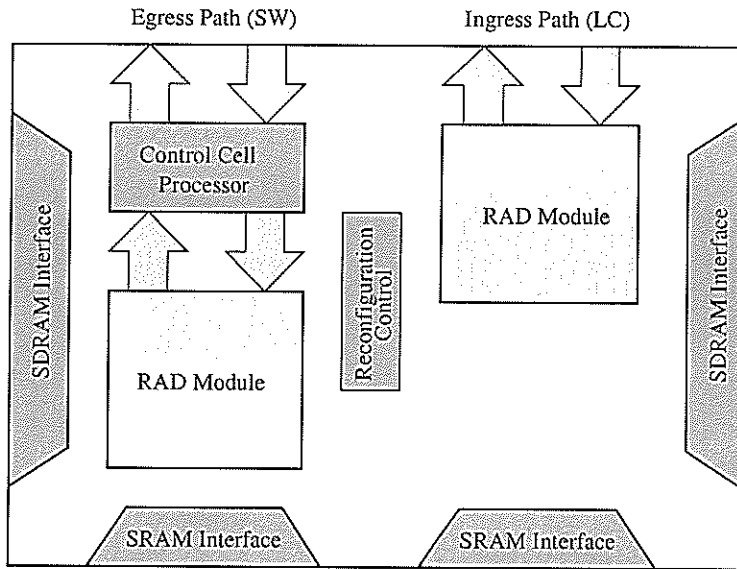 Egress Path (SW)
Ingress Path (LC)
Control Cell
Processor
RAD Module
SDRAM Interface
Reconfiguration
Control
SDRAM Interface
RAD Module
SRAM Interface
SRAM Interface